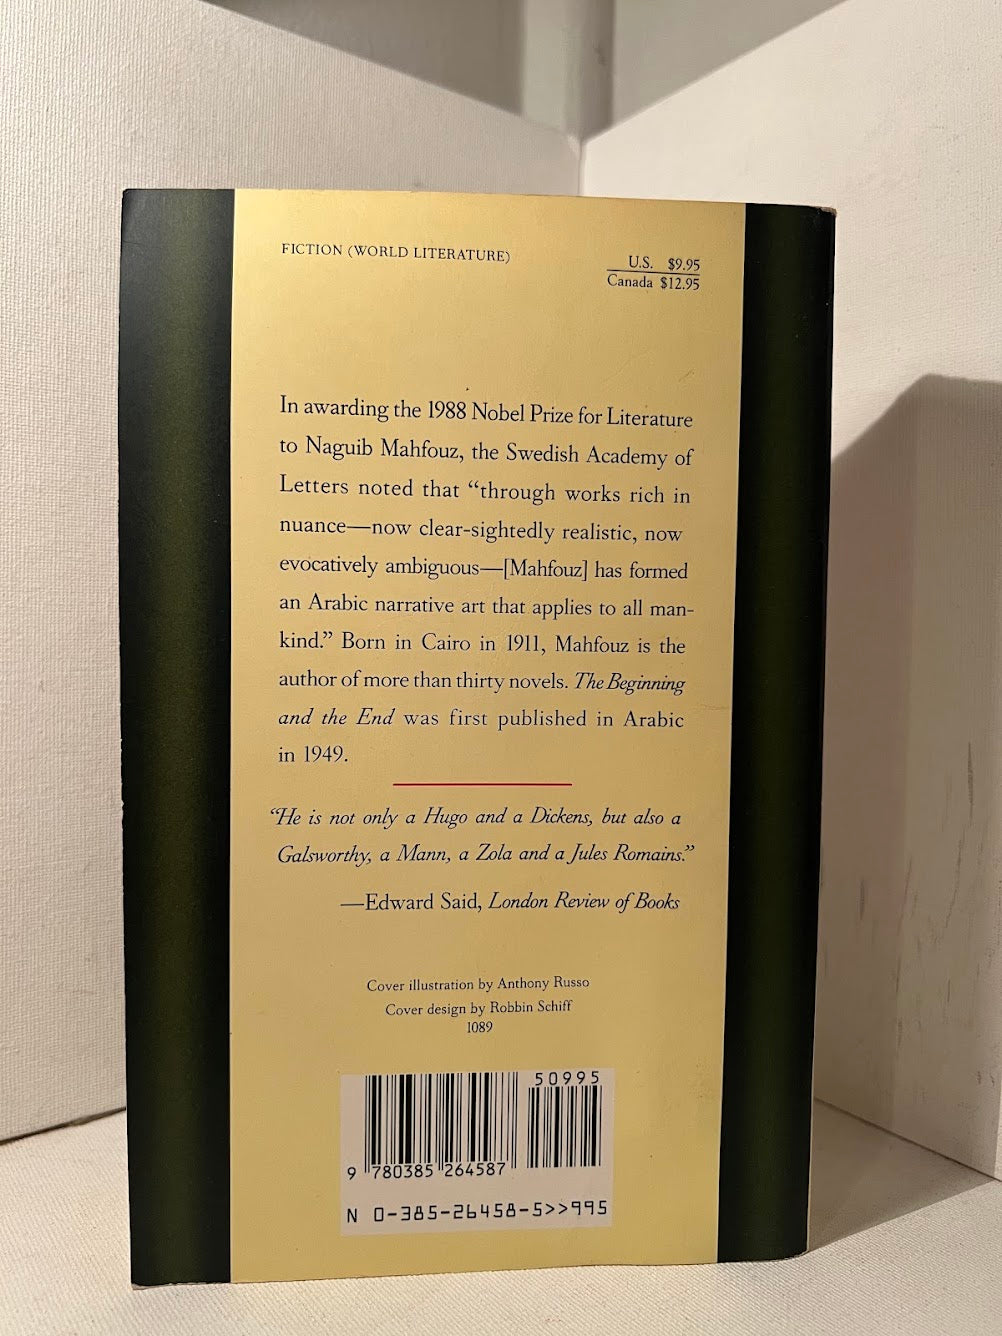 FICTION (WORLD LITERATURE)
U.S. $9.95
Canada $12.95
In awarding the 1988 Nobel Prize for Literature
to Naguib Mahfouz, the Swedish Academy of
Letters noted that “through works rich in
nuance—now clear-sightedly realistic, now
evocatively ambiguous—[Mahfouz] has formed
an Arabic narrative art that applies to all man-
kind.” Born in Cairo in 1911, Mahfouz is the
author of more than thirty novels. The Beginning
and the End was first published in Arabic
in 1949.
“He is not only a Hugo and a Dickens, but also a
Galsworthy, a Mann, a Zola and a Jules Romains.”
—Edward Said, London Review of Books
Cover illustration by Anthony Russo
Cover design by Robbin Schiff
1089
50995
9 780385 264587
N 0-385-26458-5>>995